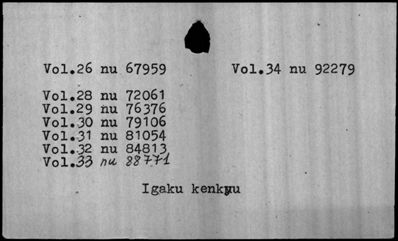 Vol.26 nu 67959
Vol.28 nu 72061
Vol.29 nu 76376
Vol.30 nu 79106
Vol.31 nu 81054
Vol.32 nu 84813
Vol.33 nu 88771
Vol.34 nu 92279
Igaku kenkyu